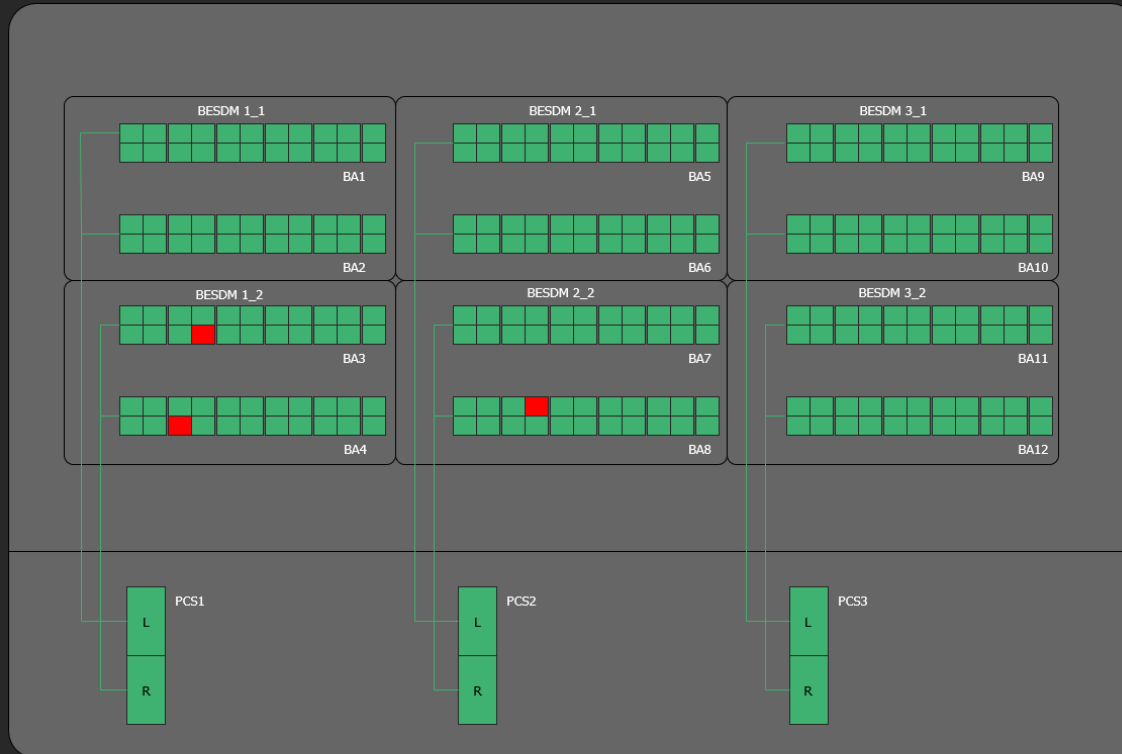 BESDM 1_1
BESDM 2_1
BESDM 3_1
BA1
BA5
BA9
BA2
BA6
BA10
BESDM 1_2
BESDM 2_2
BESDM 3_2
BA3
BA7
BA11
BA4
BA8
BA12
PCS1
PCS2
PCS3
L
L
L
R
R
R